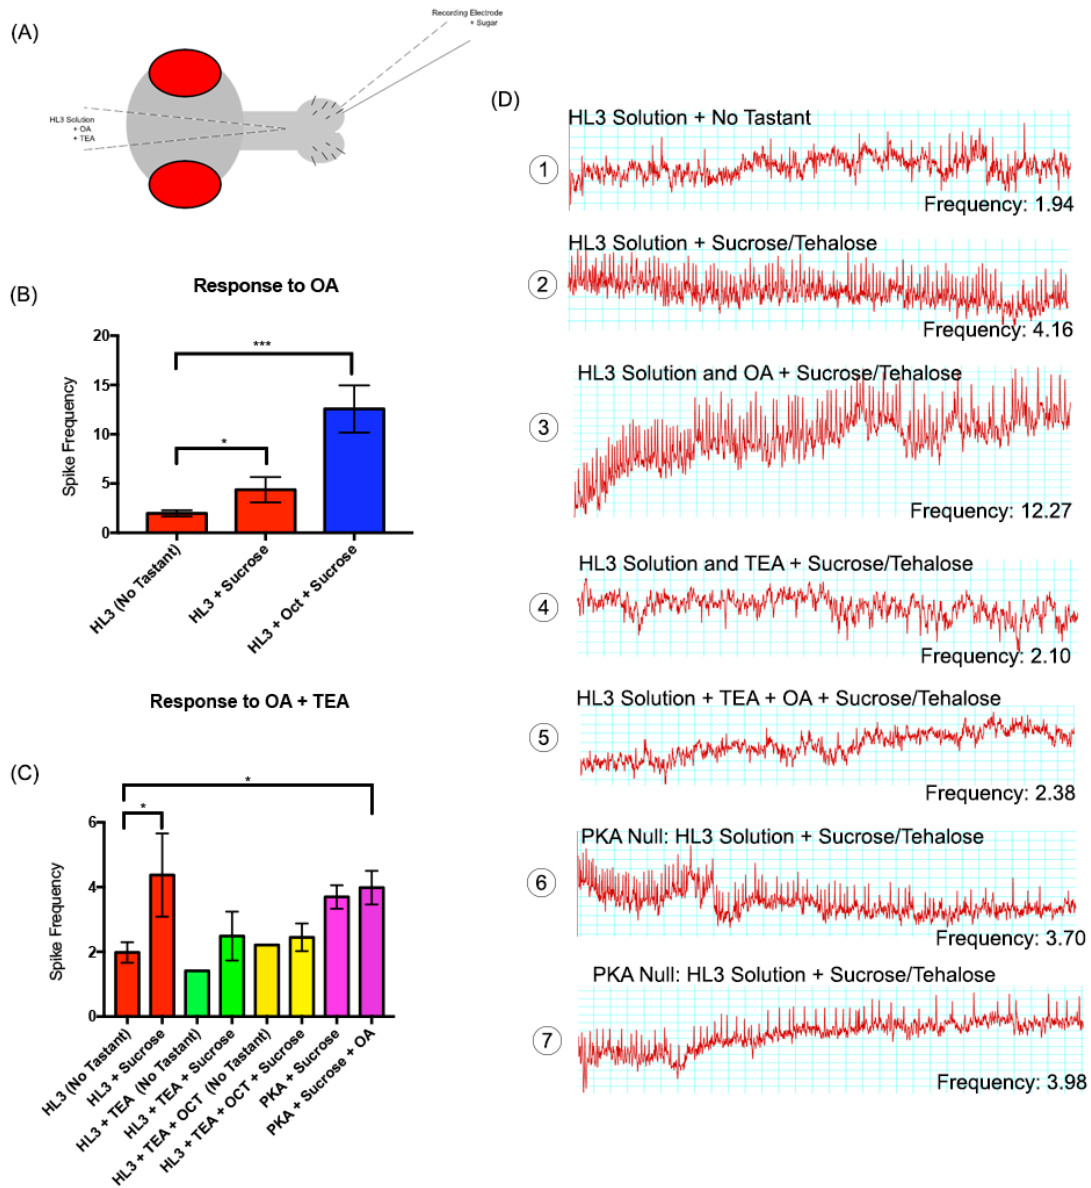 (A)
Recording Electrode
+ Sugar
HL3 Solution
+ OA
+ TEA
(B)
Response to OA
***
*
Spike Frequency
20
15
10
5
0
HL3 (No Tastant)
HL3 + Sucrose
HL3 + Oct + Sucrose
Response to OA + TEA
(C)
*
*
Spike Frequency
6
4
2
0
HL3 (No Tastant)
HL3 + Sucrose
HL3 + TEA (No Tastant)
HL3 + TEA + Sucrose
HL3 + TEA + OCT (No Tastant)
HL3 + TEA + OCT + Sucrose
PKA + Sucrose
PKA + Sucrose + OA
(D)
HL3 Solution + No Tastant
1
Frequency: 1.94
HL3 Solution + Sucrose/Tehalose
2
Frequency: 4.16
HL3 Solution and OA + Sucrose/Tehalose
3
Frequency: 12.27
HL3 Solution and TEA + Sucrose/Tehalose
4
Frequency: 2.10
HL3 Solution + TEA + OA + Sucrose/Tehalose
5
Frequency: 2.38
PKA Null: HL3 Solution + Sucrose/Tehalose
6
Frequency: 3.70
PKA Null: HL3 Solution + Sucrose/Tehalose
7
Frequency: 3.98